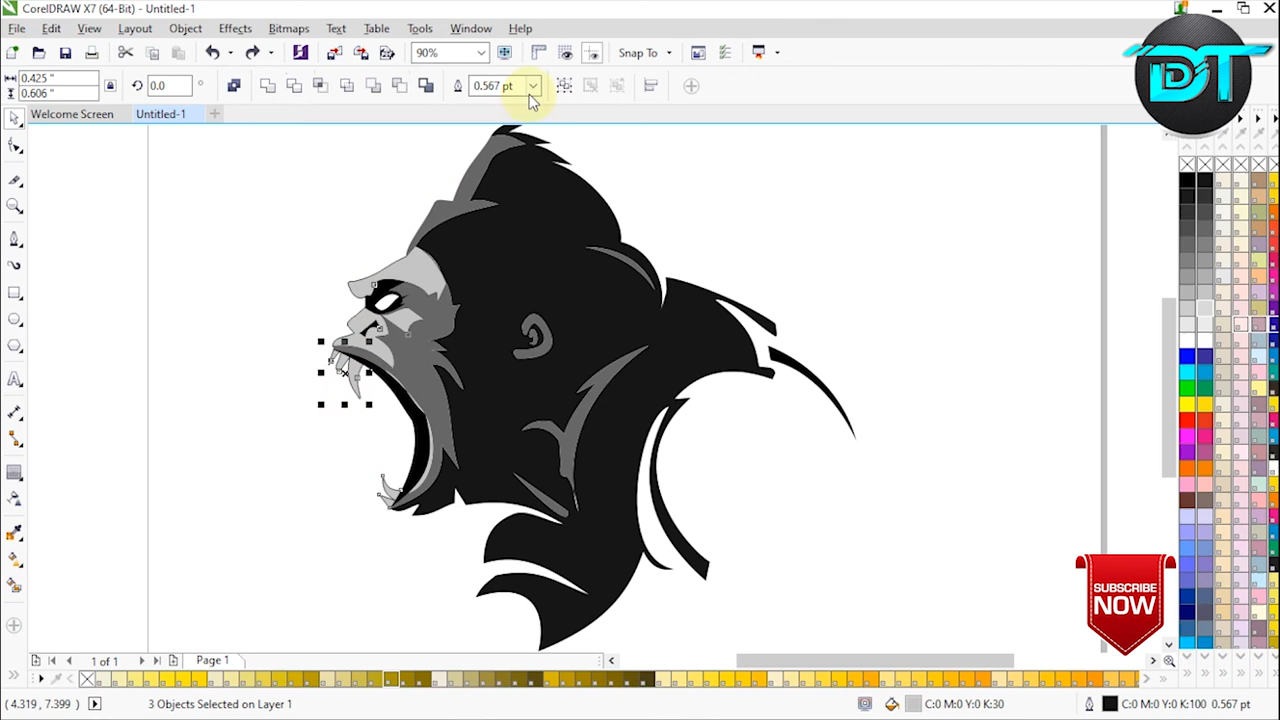 CorelDRAW X7 (64-Bit) - Untitled-1
File Edit View Layout Object Effects Bitmaps Text Table Tools Window Help
90% Snap To
0.425 "
0.606 "
0.0 °
0.567 pt
Welcome Screen Untitled-1
DT
SUBSCRIBE
NOW
1 of 1 Page 1
( 4.319 , 7.399 ) 3 Objects Selected on Layer 1 C:0 M:0 Y:0 K:30 C:0 M:0 Y:0 K:100 0.567 pt